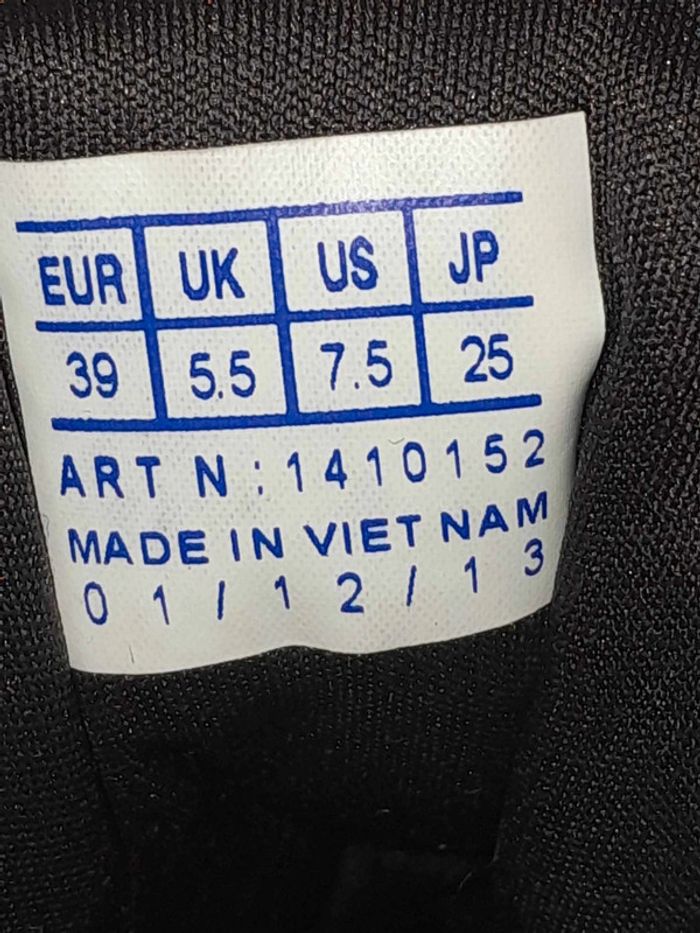 EUR UK US JP
39 5.5 7.5 25
ART N : 1410152
MADE IN VIET NAM
01/12/13